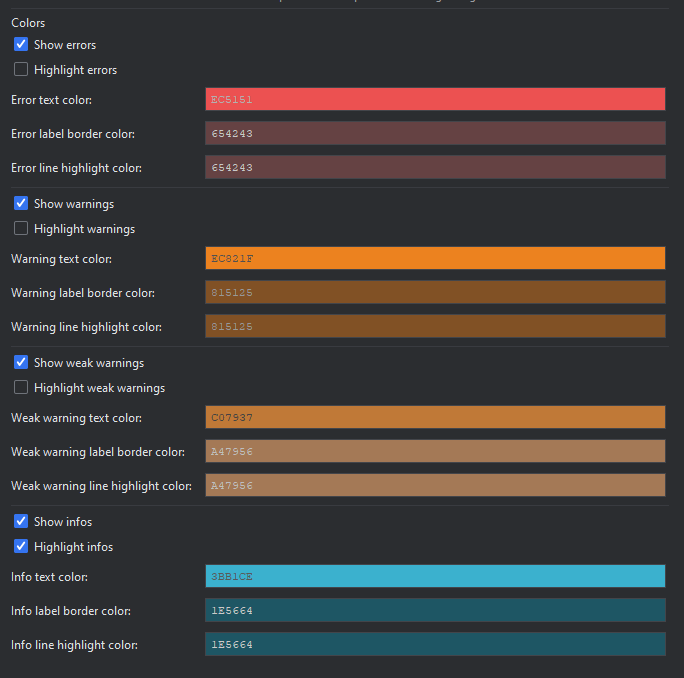 Colors
Show errors
Highlight errors
Error text color: EC5151
Error label border color: 654243
Error line highlight color: 654243
Show warnings
Highlight warnings
Warning text color: EC821F
Warning label border color: 815125
Warning line highlight color: 815125
Show weak warnings
Highlight weak warnings
Weak warning text color: C07937
Weak warning label border color: A47956
Weak warning line highlight color: A47956
Show infos
Highlight infos
Info text color: 3BB1CE
Info label border color: 1E5664
Info line highlight color: 1E5664